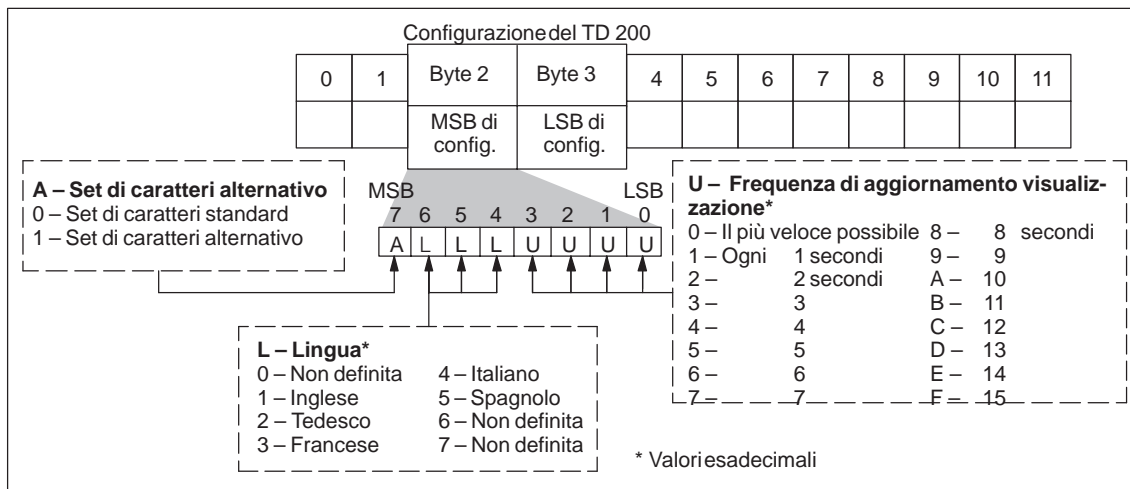 Configurazione del TD 200
0 1 Byte 2 Byte 3 4 5 6 7 8 9 10 11
MSB di config. LSB di config.
A – Set di caratteri alternativo
0 – Set di caratteri standard
1 – Set di caratteri alternativo
MSB LSB
7 6 5 4 3 2 1 0
A L L L U U U U
U – Frequenza di aggiornamento visualiz-
zazione*
0 – Il più veloce possibile 8 – 8 secondi
1 – Ogni 1 secondi 9 – 9
2 – 2 secondi A – 10
3 – 3 B – 11
4 – 4 C – 12
5 – 5 D – 13
6 – 6 E – 14
7 – 7 F – 15
L – Lingua*
0 – Non definita 4 – Italiano
1 – Inglese 5 – Spagnolo
2 – Tedesco 6 – Non definita
3 – Francese 7 – Non definita
* Valori esadecimali